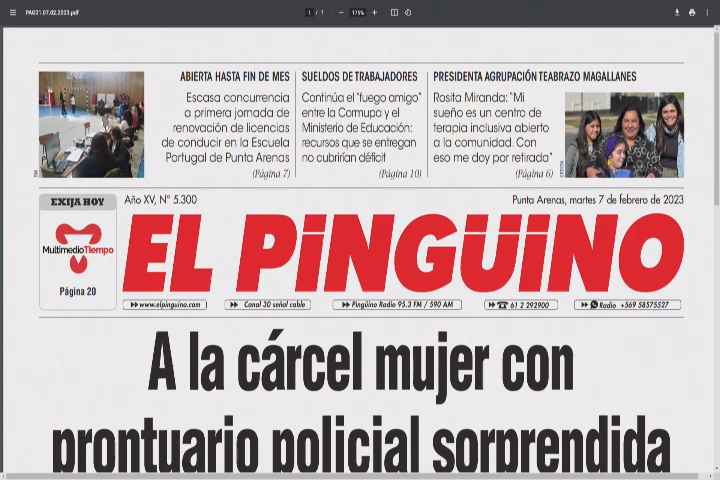 PAG31.07.02.2023.pdf
1 / 1
175%
ABIERTA HASTA FIN DE MES
Escasa concurrencia
a primera jornada de
renovación de licencias
de conducir en la Escuela
Portugal de Punta Arenas
(Página 7)
SUELDOS DE TRABAJADORES
Continúa el "fuego amigo"
entre la Cormupa y el
Ministerio de Educación:
recursos que se entregan
no cubrirían déficit
(Página 10)
PRESIDENTA AGRUPACIÓN TEABRAZO MAGALLANES
Rosita Miranda: "Mi
sueño es un centro de
terapia inclusiva abierto
a la comunidad. Con
eso me doy por retirada"
(Página 6)
EXIJA HOY
MultimedioTiempo
Página 20
Año XV, N° 5.300
Punta Arenas, martes 7 de febrero de 2023
EL PiNGÜiNO
www.elpinguino.com
Canal 30 señal cable
Pingüino Radio 95.3 FM / 590 AM
61 2 292900
Radio +569 58575527
A la cárcel mujer con
prontuario policial sorprendida